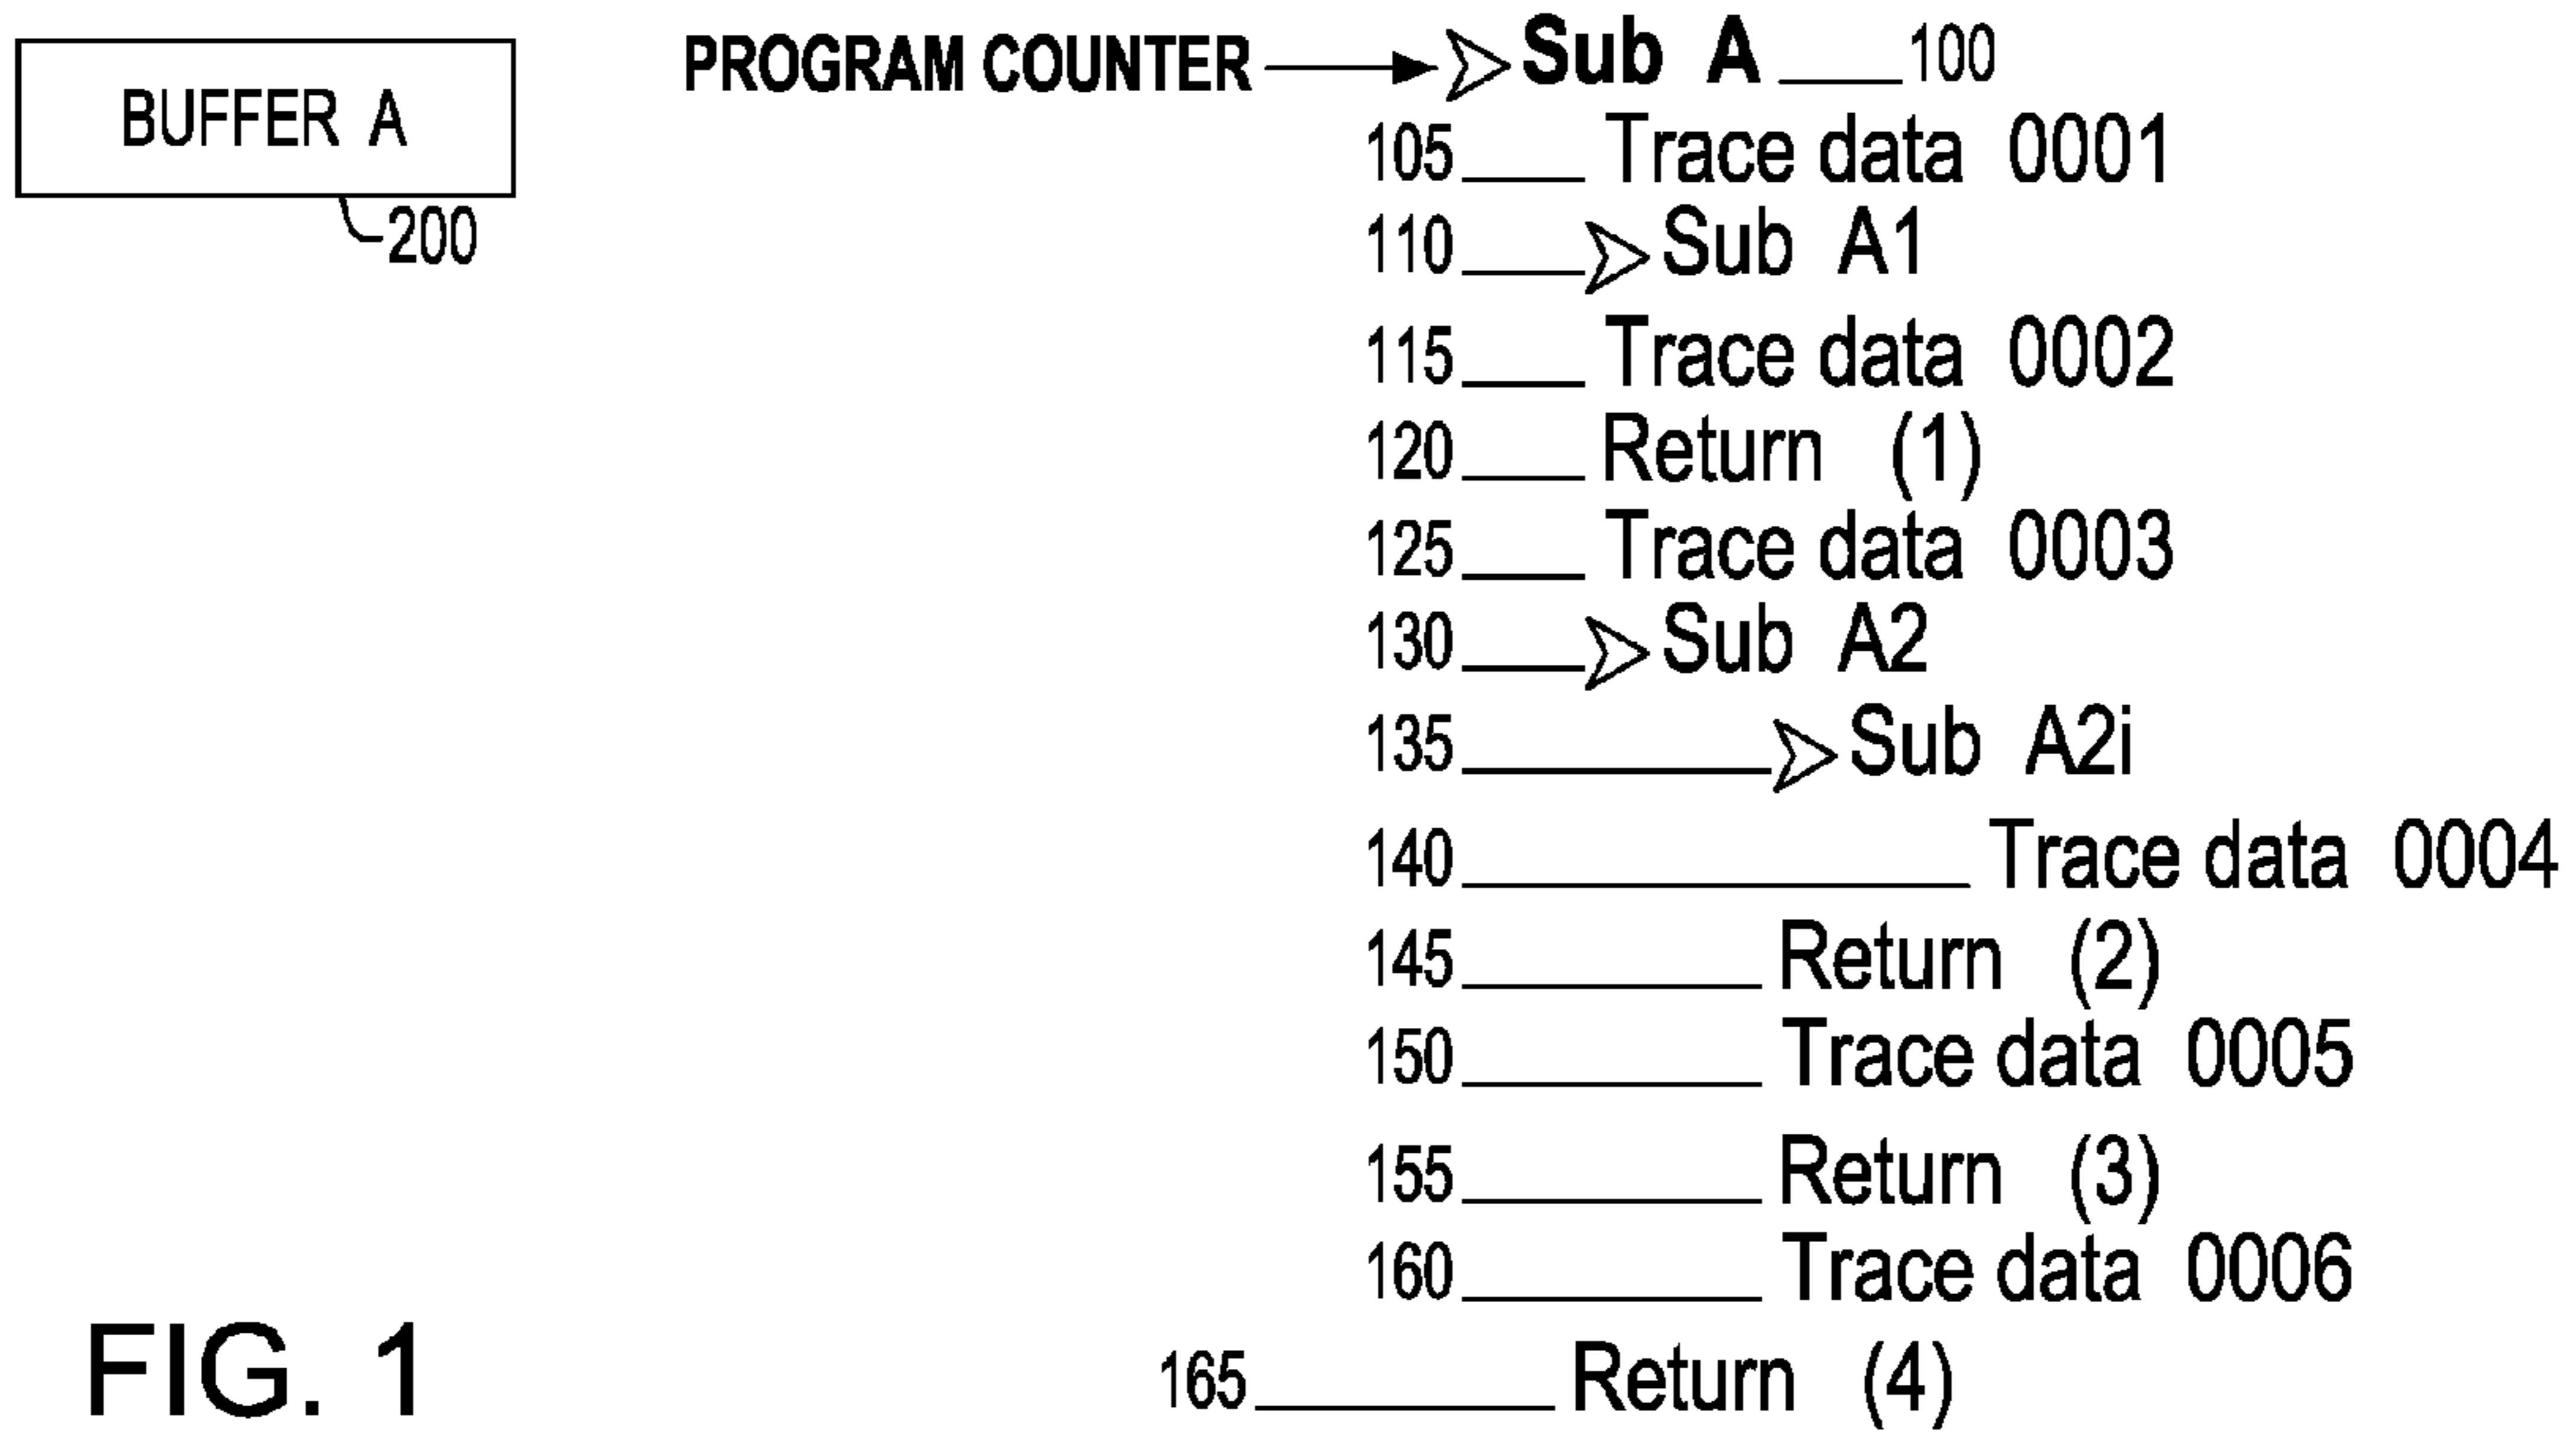 BUFFER A
200
PROGRAM COUNTER Sub A 100
105 Trace data 0001
110 Sub A1
115 Trace data 0002
120 Return (1)
125 Trace data 0003
130 Sub A2
135 Sub A2i
140 Trace data 0004
145 Return (2)
150 Trace data 0005
155 Return (3)
160 Trace data 0006
165 Return (4)
FIG. 1